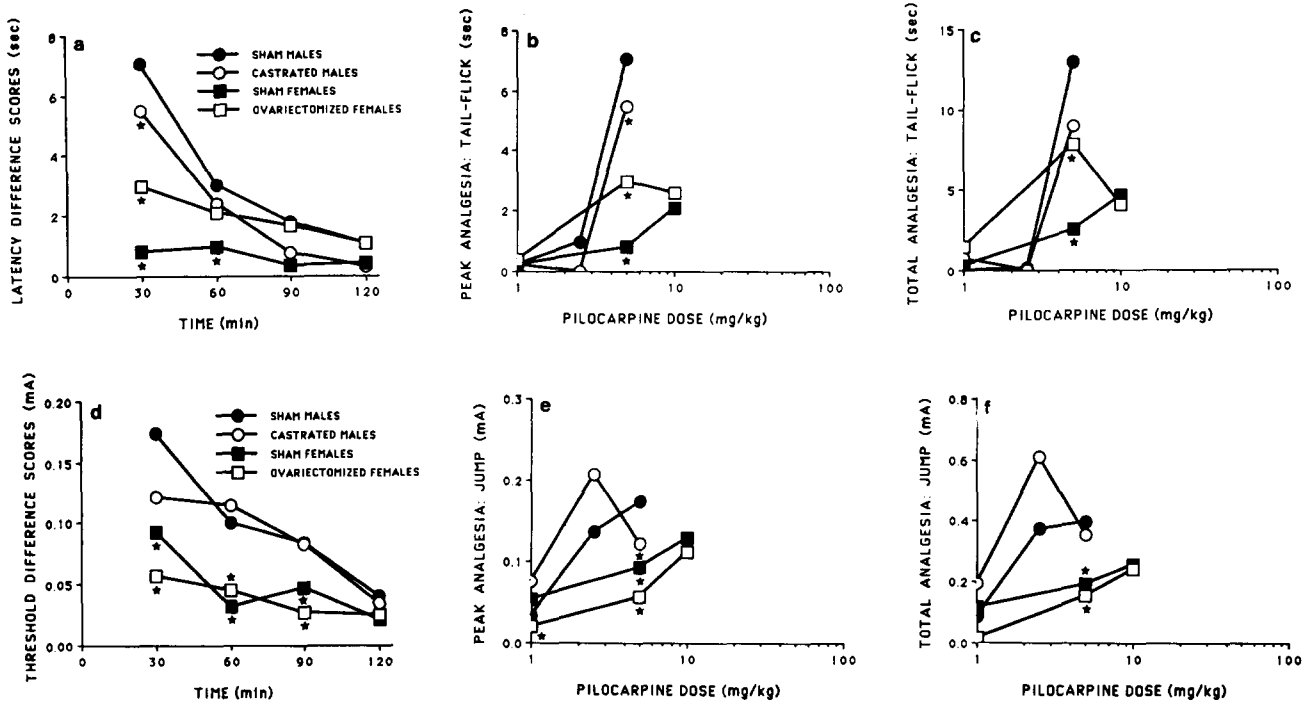 a
LATENCY DIFFERENCE SCORES (sec)
8
6
4
2
0
0 30 60 90 120
TIME (min)
SHAM MALES
CASTRATED MALES
SHAM FEMALES
OVARIECTOMIZED FEMALES
b
PEAK ANALGESIA: TAIL-FLICK (sec)
8
6
4
2
0
1 10 100
PILOCARPINE DOSE (mg/kg)
c
TOTAL ANALGESIA: TAIL-FLICK (sec)
15
10
5
0
1 10 100
PILOCARPINE DOSE (mg/kg)
d
THRESHOLD DIFFERENCE SCORES (mA)
0.20
0.15
0.10
0.05
0.00
0 30 60 90 120
TIME (min)
SHAM MALES
CASTRATED MALES
SHAM FEMALES
OVARIECTOMIZED FEMALES
e
PEAK ANALGESIA: JUMP (mA)
0.3
0.2
0.1
0.0
1 10 100
PILOCARPINE DOSE (mg/kg)
f
TOTAL ANALGESIA: JUMP (mA)
0.8
0.6
0.4
0.2
0.0
1 10 100
PILOCARPINE DOSE (mg/kg)